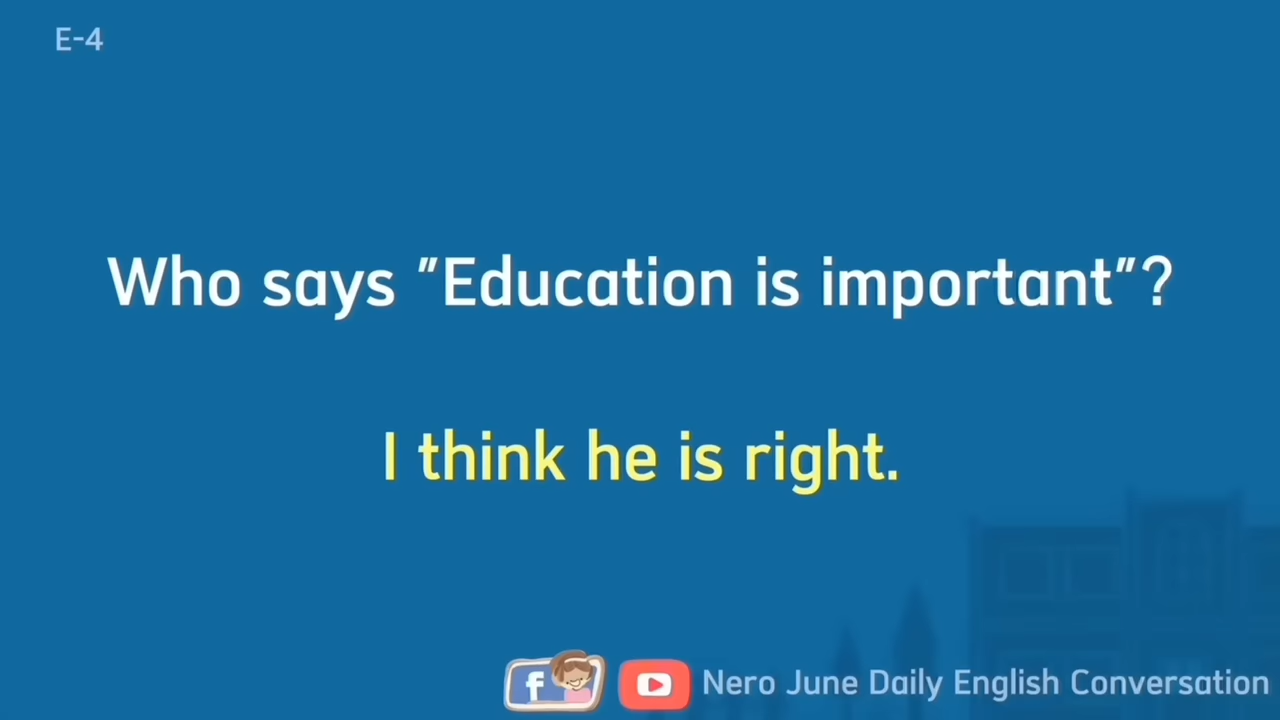 E-4
Who says "Education is important"?
I think he is right.
f Nero June Daily English Conversation